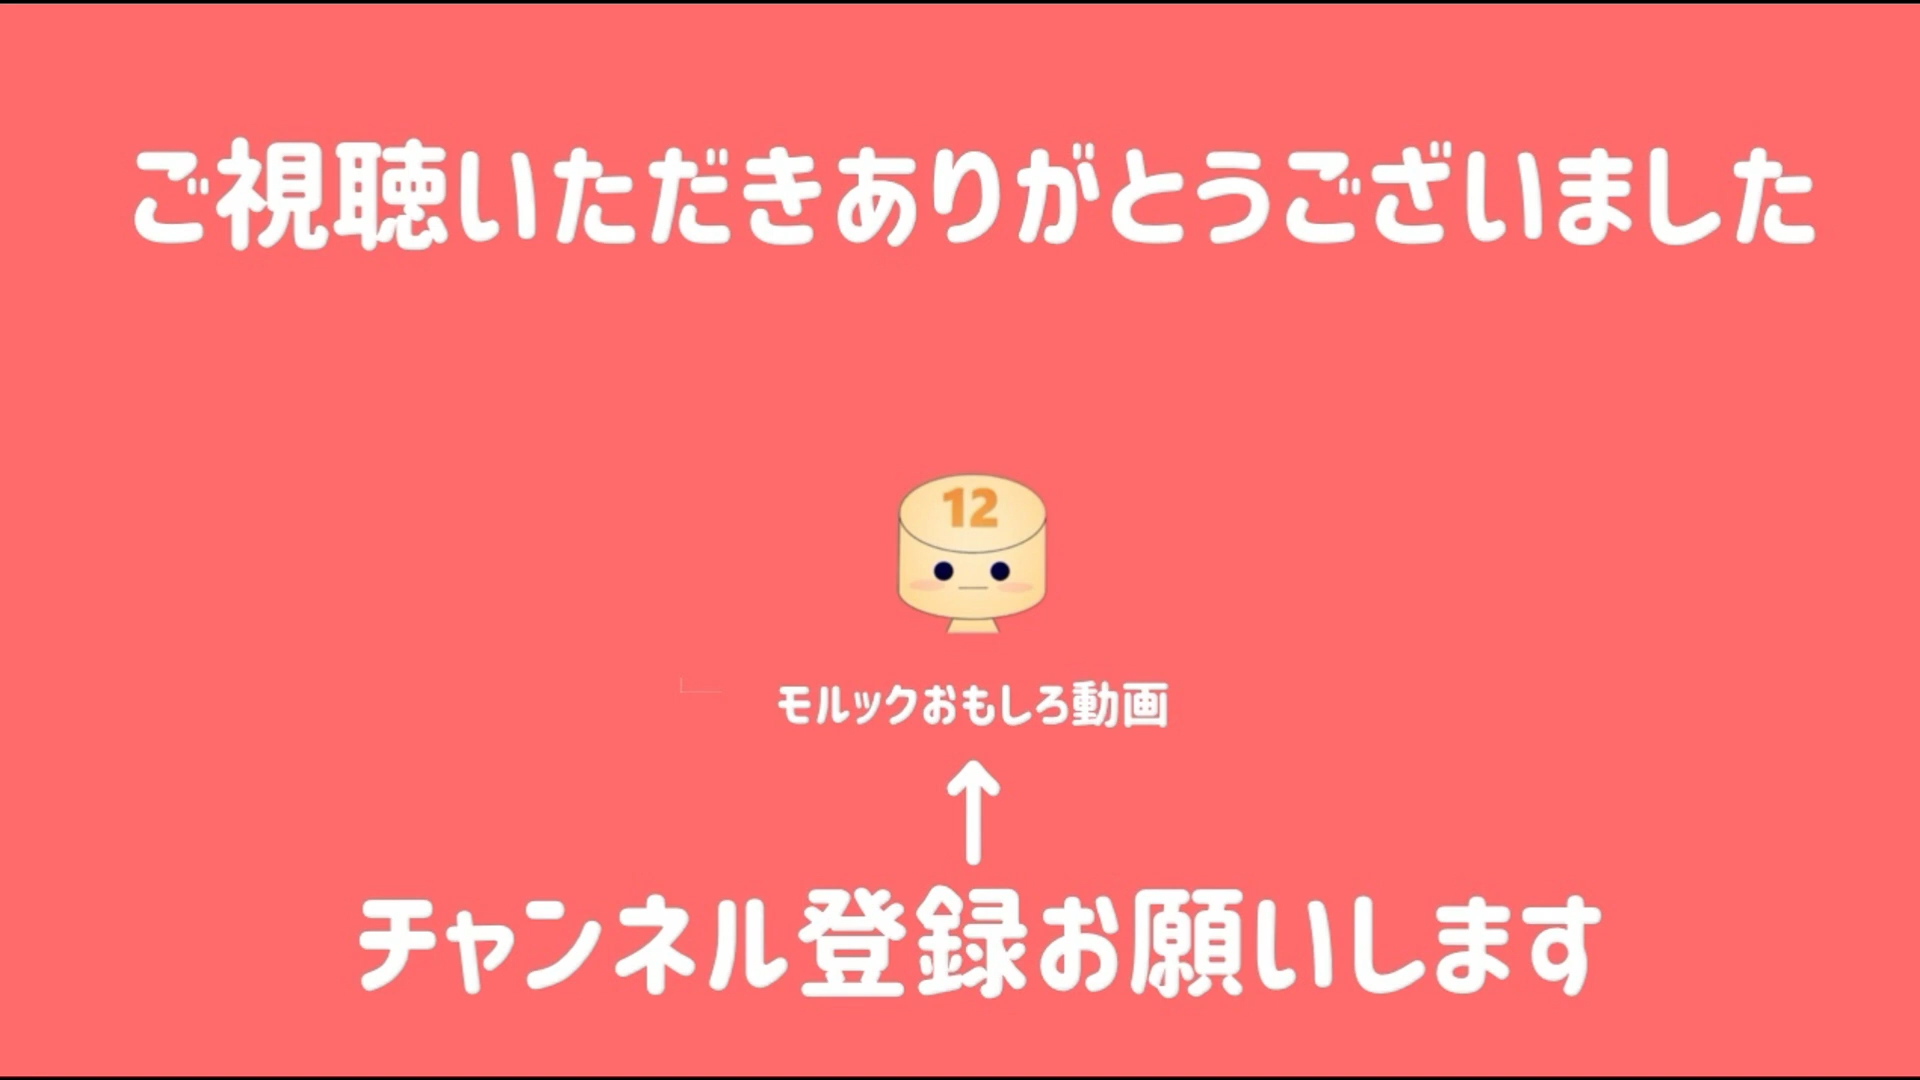 ご視聴いただきありがとうございました
12
モルックおもしろ動画
↑
チャンネル登録お願いします